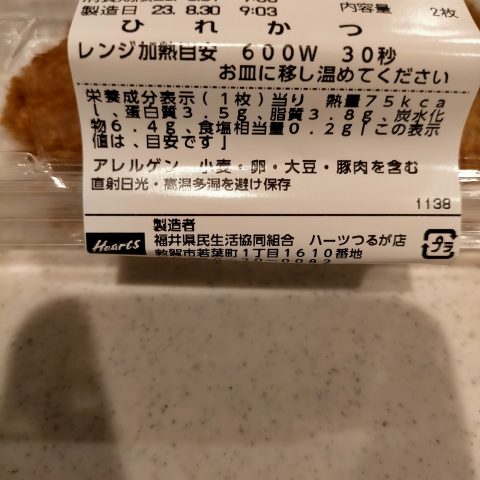 製造日 23. 8.30 9:03 内容量 2枚
ひれかつ
レンジ加熱目安 600W 30秒
お皿に移し温めてください
栄養成分表示(1枚)当り 熱量75kca
l、蛋白質3.5g、脂質3.8g、炭水化
物6.4g、食塩相当量0.2g「この表示
値は、目安です」
アレルゲン 小麦・卵・大豆・豚肉を含む
直射日光・高温多湿を避け保存
1138
製造者
Hearts 福井県民生活協同組合 ハーツつるが店
敦賀市若葉町1丁目1610番地
プラ